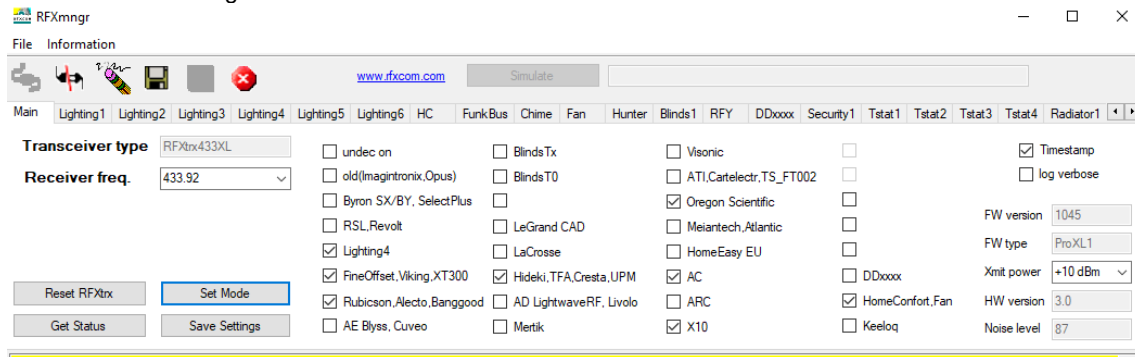 RFXmngr
File Information
www.rfxcom.com Simulate
Main Lighting1 Lighting2 Lighting3 Lighting4 Lighting5 Lighting6 HC FunkBus Chime Fan Hunter Blinds1 RFY DDxxxx Security1 Tstat1 Tstat2 Tstat3 Tstat4 Radiator1
Transceiver type RFXtrx433XL undec on BlindsTx Visonic Timestamp
Receiver freq. 433.92 old(Imagintronix,Opus) BlindsT0 ATI,Cartelectr,TS_FT002 log verbose
Byron SX/BY, SelectPlus Oregon Scientific
FW version 1045
RSL,Revolt LeGrand CAD Meiantech,Atlantic
FW type ProXL1
Lighting4 LaCrosse HomeEasy EU
FineOffset,Viking,XT300 Hideki,TFA,Cresta,UPM AC DDxxxx Xmit power +10 dBm
Reset RFXtrx Set Mode Rubicson,Alecto,Banggood AD LightwaveRF, Livolo ARC HomeConfort,Fan HW version 3.0
Get Status Save Settings AE Blyss, Cuveo Mertik X10 Keeloq Noise level 87